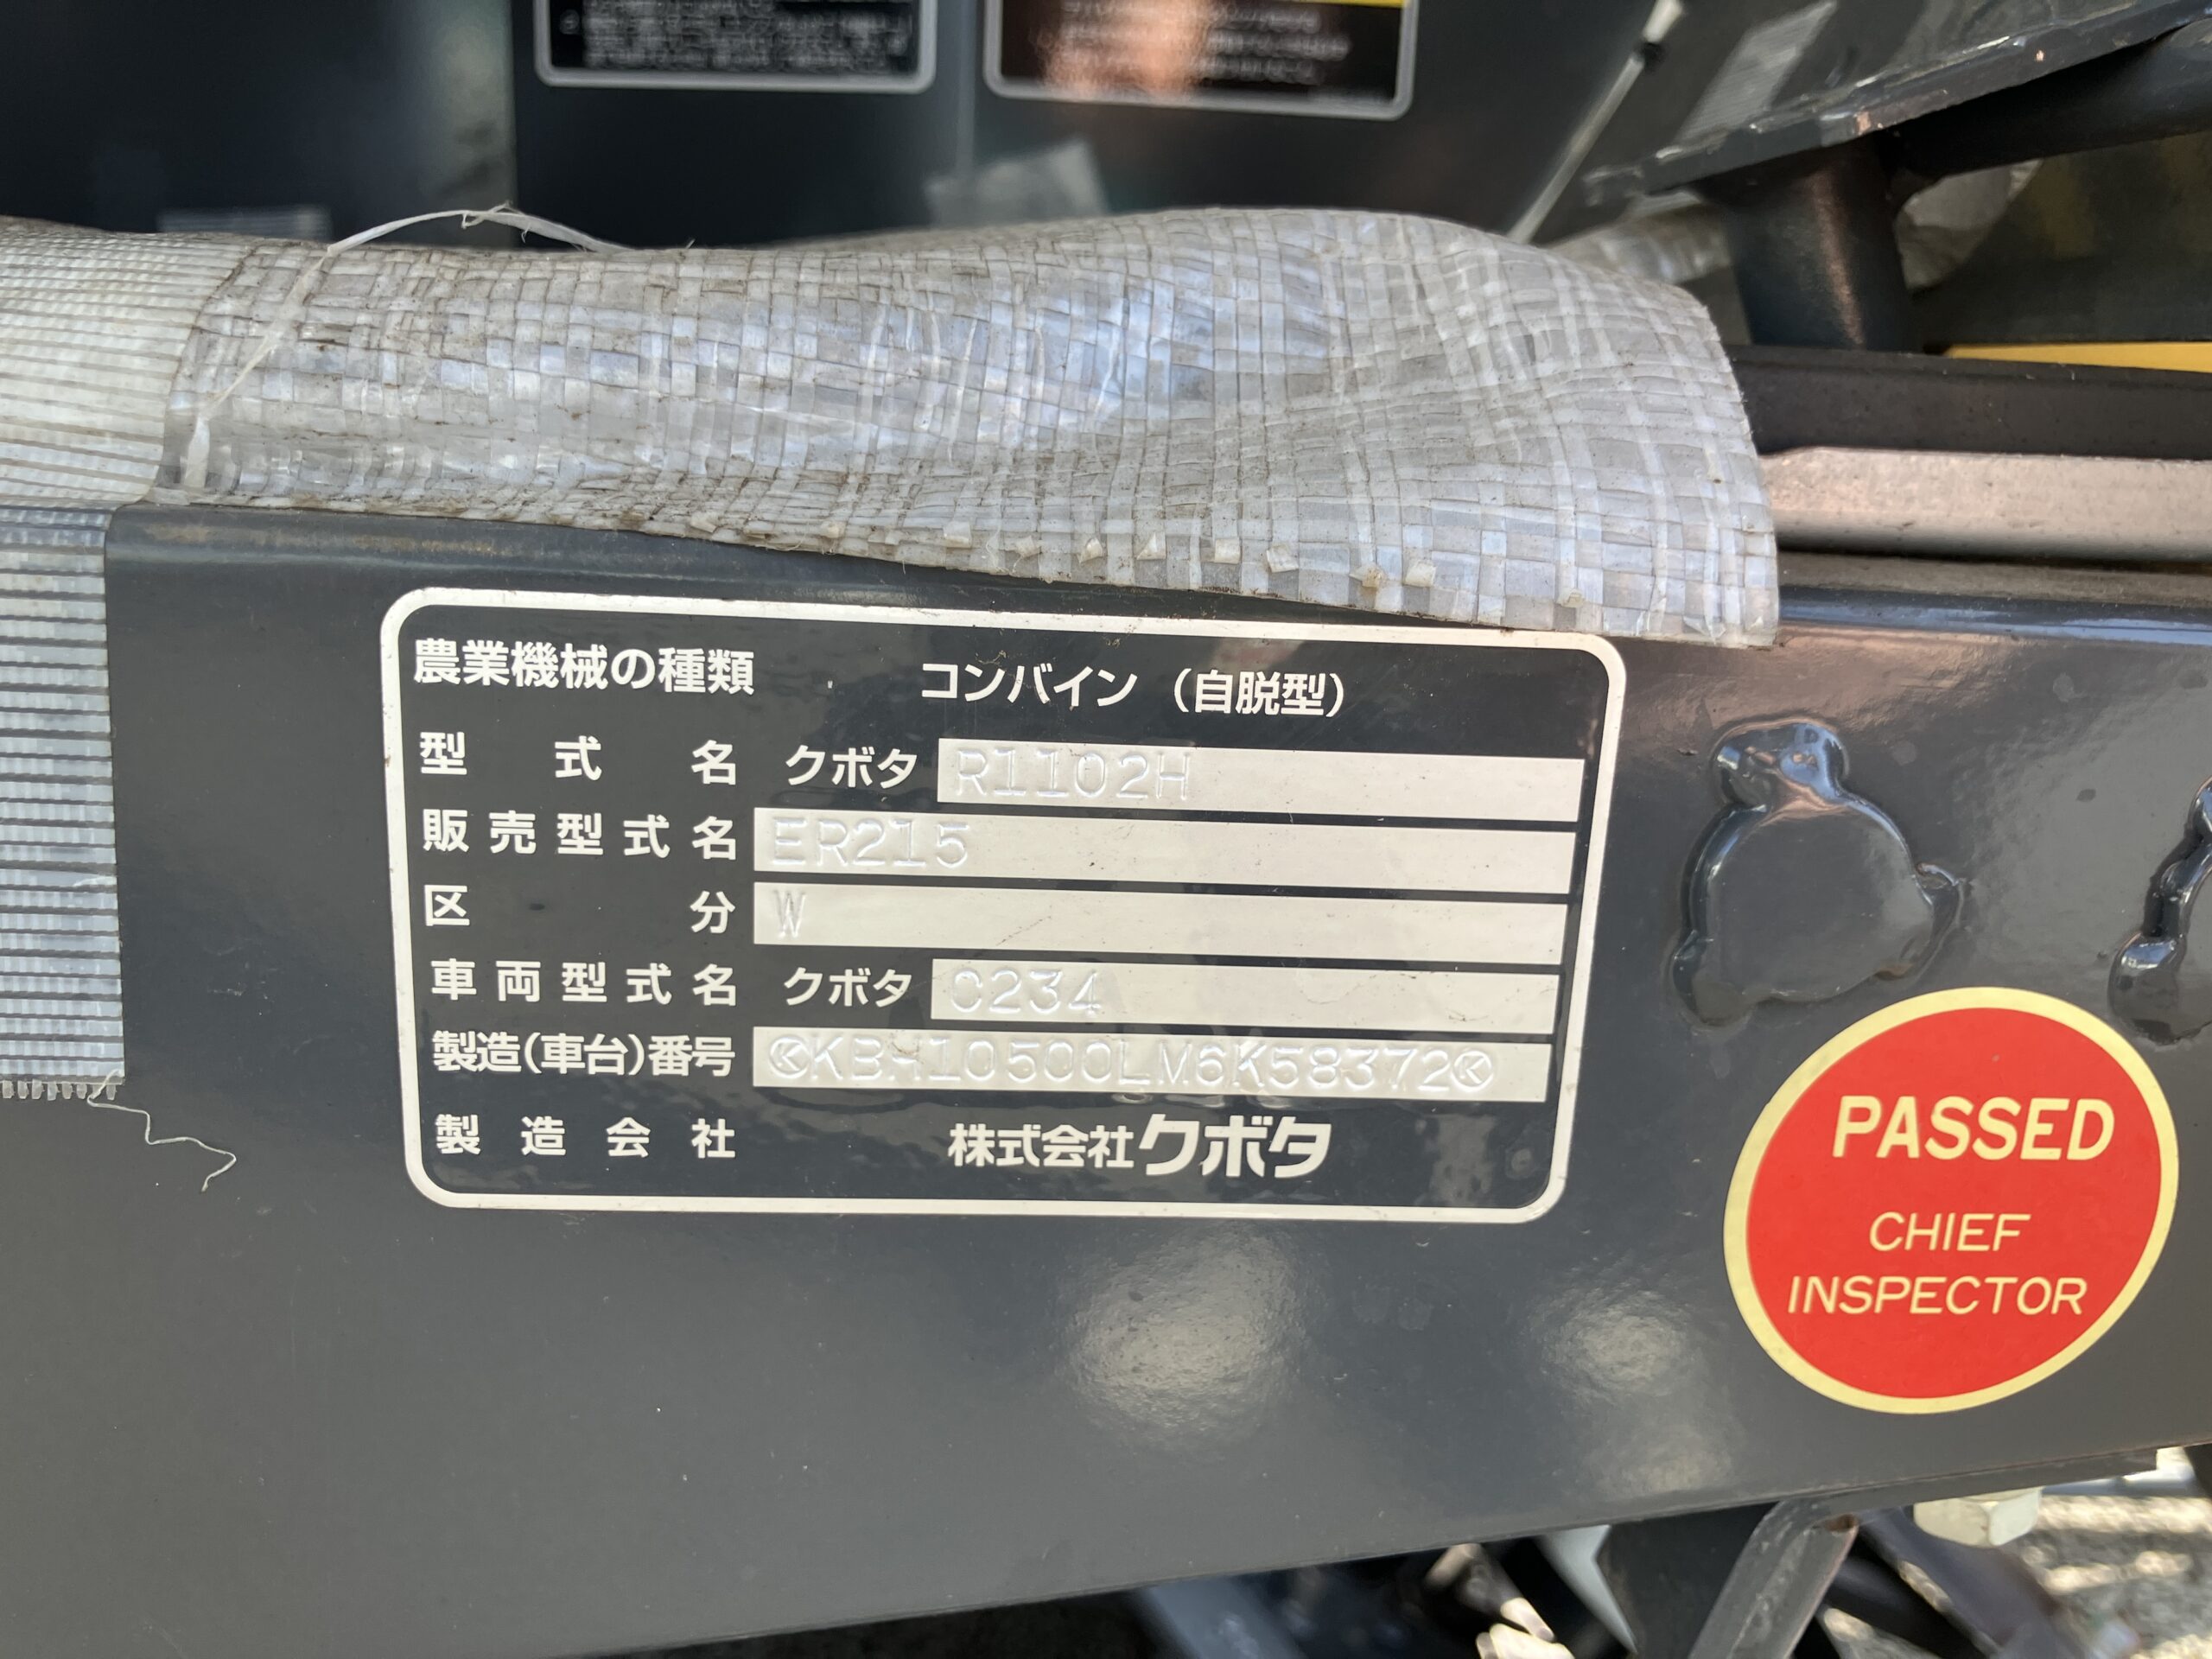 農業機械の種類 コンバイン（自脱型）
型式名 クボタ R1102H
販売型式名 ER215
区分 W
車両型式名 クボタ C234
製造(車台)番号 KBH10500LM6K58372
製造会社 株式会社クボタ
PASSED
CHIEF
INSPECTOR